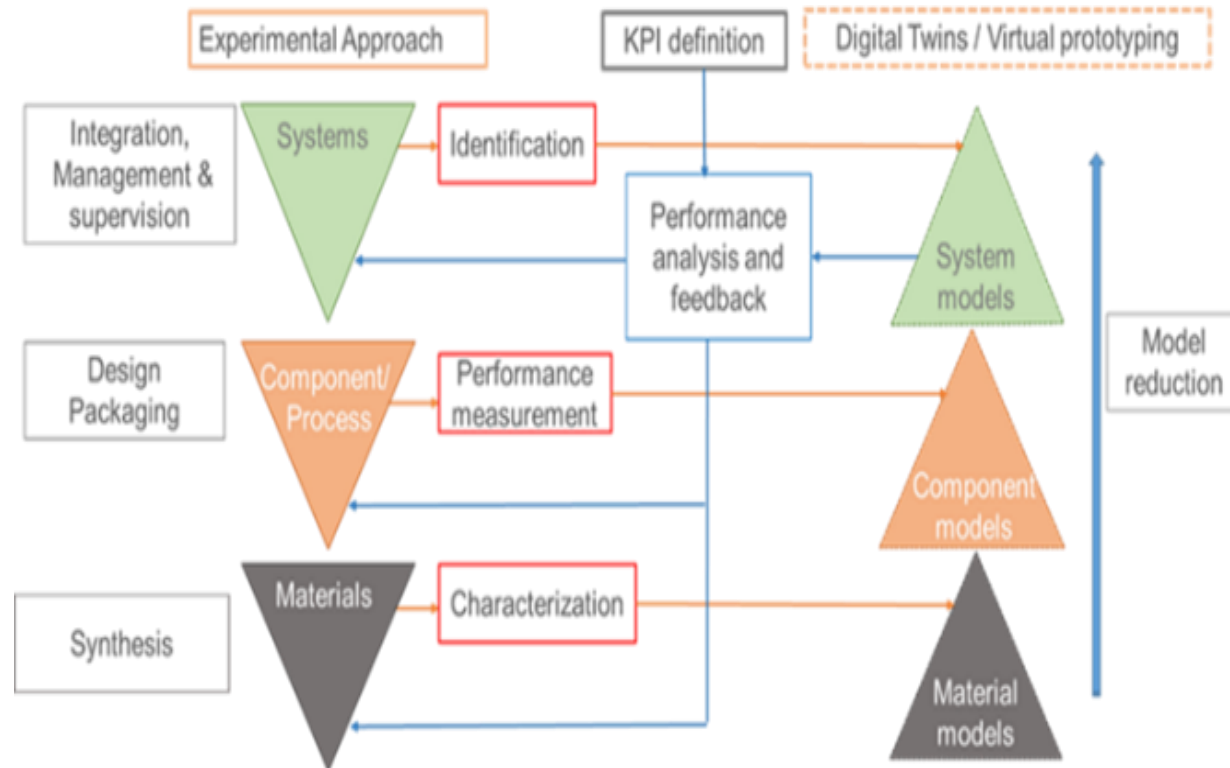 Experimental Approach
KPI definition
Digital Twins / Virtual prototyping
Integration,
Management &
supervision
Systems
Identification
Performance
analysis and
feedback
System
models
Model
reduction
Design
Packaging
Component/
Process
Performance
measurement
Component
models
Synthesis
Materials
Characterization
Material
models